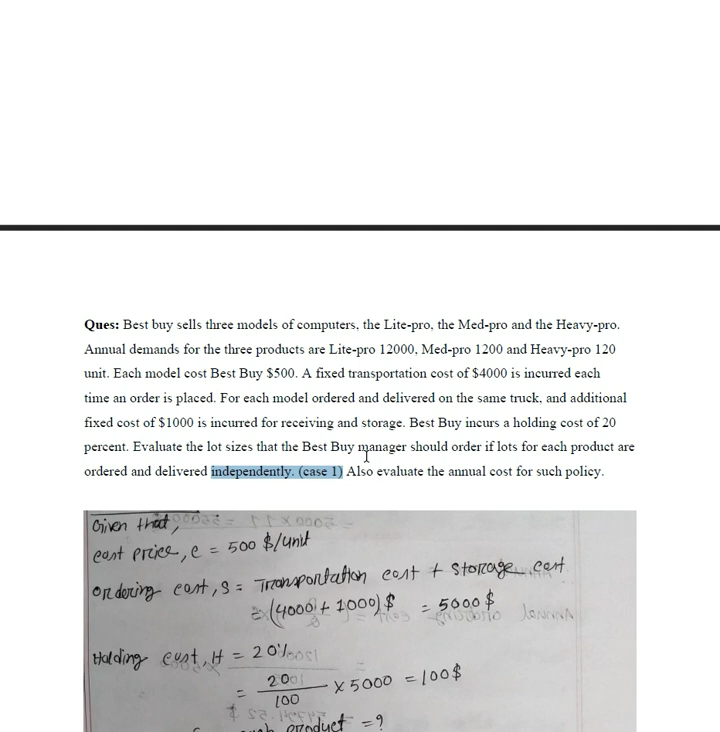 Ques: Best buy sells three models of computers, the Lite-pro, the Med-pro and the Heavy-pro.
Annual demands for the three products are Lite-pro 12000, Med-pro 1200 and Heavy-pro 120
unit. Each model cost Best Buy $500. A fixed transportation cost of $4000 is incurred each
time an order is placed. For each model ordered and delivered on the same truck, and additional
fixed cost of $1000 is incurred for receiving and storage. Best Buy incurs a holding cost of 20
percent. Evaluate the lot sizes that the Best Buy manager should order if lots for each product are
ordered and delivered independently. (case 1) Also evaluate the annual cost for such policy.
Given that,
cost price, c = 500 $/unit
ordering cost, S = Transportation cost + storage cost
= (4000 + 1000) $ = 5000 $
Holding cost, H = 20%
= 20/100 × 5000 = 100 $
product = ?